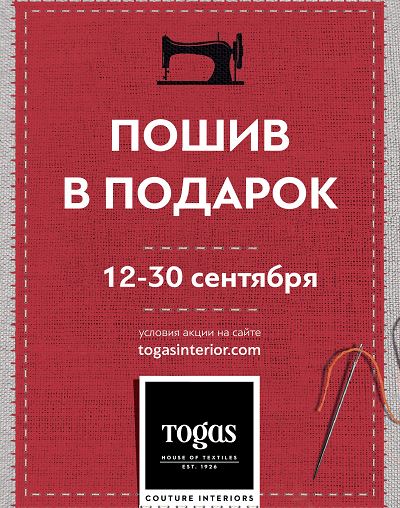 ПОШИВ
В ПОДАРОК
12-30 сентября
условия акции на сайте
togasinterior.com
togas
HOUSE OF TEXTILES
EST. 1926
COUTURE INTERIORS